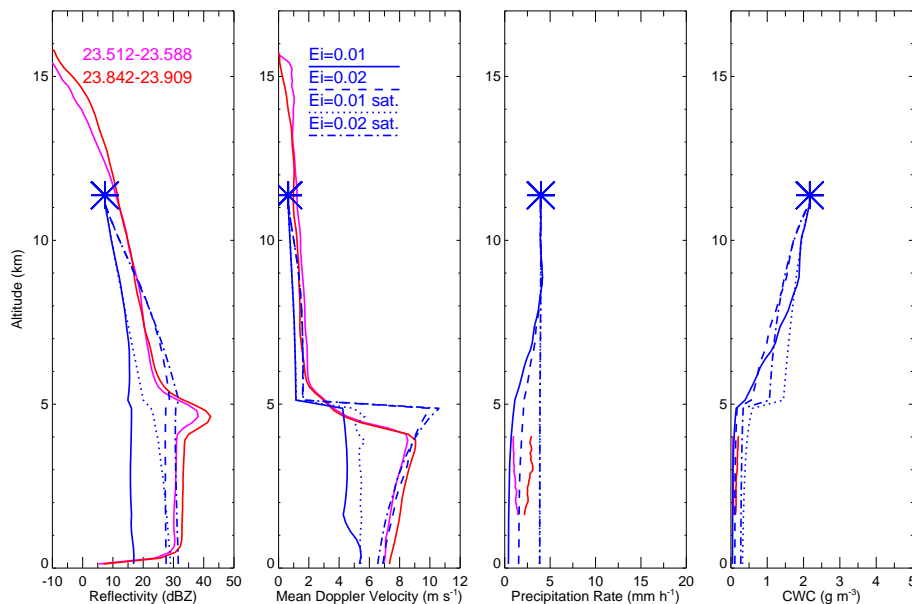 23.512-23.588
23.842-23.909
Ei=0.01
Ei=0.02
Ei=0.01 sat.
Ei=0.02 sat.
Altitude (km)
15
10
5
0
15
10
5
0
15
10
5
0
15
10
5
0
-10 0 10 20 30 40 50
Reflectivity (dBZ)
0 2 4 6 8 10 12
Mean Doppler Velocity (m s⁻¹)
0 5 10 15 20
Precipitation Rate (mm h⁻¹)
0 1 2 3 4 5
CWC (g m⁻³)